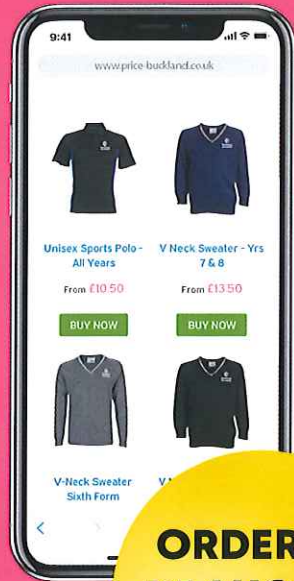 9:41
www.price-buckland.co.uk
Unisex Sports Polo -
All Years
V Neck Sweater - Yrs
7 & 8
From £10.50
From £13.50
BUY NOW
BUY NOW
V-Neck Sweater
Sixth Form
ORDER